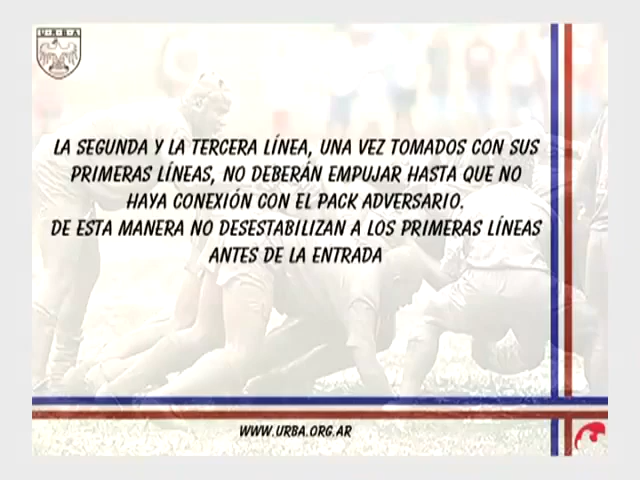 U·R·B·A
LA SEGUNDA Y LA TERCERA LÍNEA, UNA VEZ TOMADOS CON SUS
PRIMERAS LÍNEAS, NO DEBERÁN EMPUJAR HASTA QUE NO
HAYA CONEXIÓN CON EL PACK ADVERSARIO.
DE ESTA MANERA NO DESESTABILIZAN A LOS PRIMERAS LÍNEAS
ANTES DE LA ENTRADA
WWW.URBA.ORG.AR